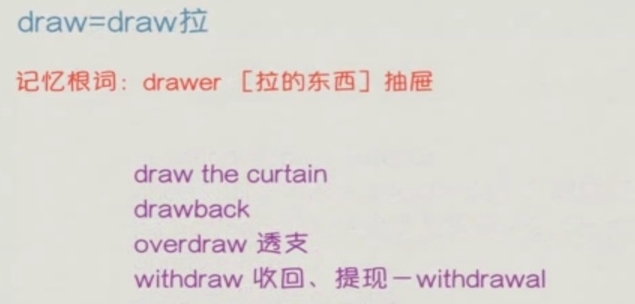 draw=draw拉
记忆根词：drawer ［拉的东西］抽屉
draw the curtain
drawback
overdraw 透支
withdraw 收回、提现－withdrawal